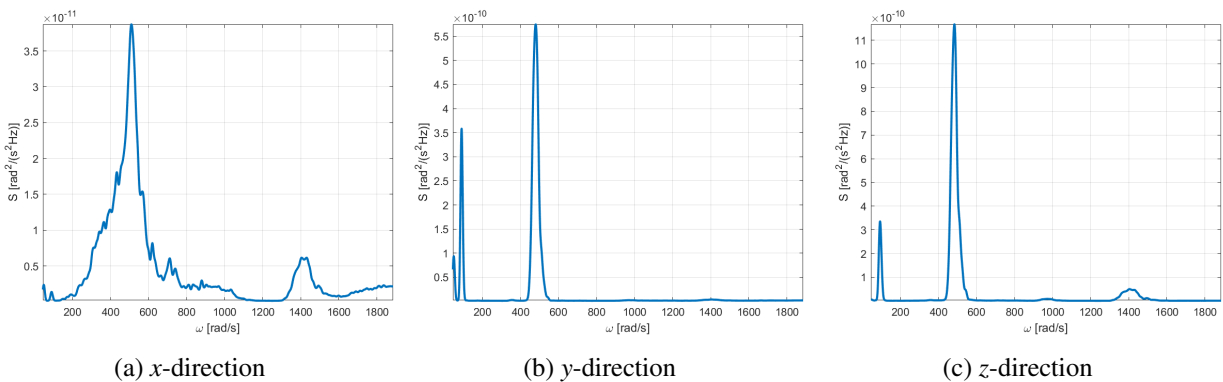 ×10⁻¹¹
3.5
3
2.5
2
1.5
1
0.5
S [rad²/(s²Hz)]
200 400 600 800 1000 1200 1400 1600 1800
ω [rad/s]
(a) x-direction
×10⁻¹⁰
5.5
5
4.5
4
3.5
3
2.5
2
1.5
1
0.5
S [rad²/(s²Hz)]
200 400 600 800 1000 1200 1400 1600 1800
ω [rad/s]
(b) y-direction
×10⁻¹⁰
11
10
9
8
7
6
5
4
3
2
1
S [rad²/(s²Hz)]
200 400 600 800 1000 1200 1400 1600 1800
ω [rad/s]
(c) z-direction